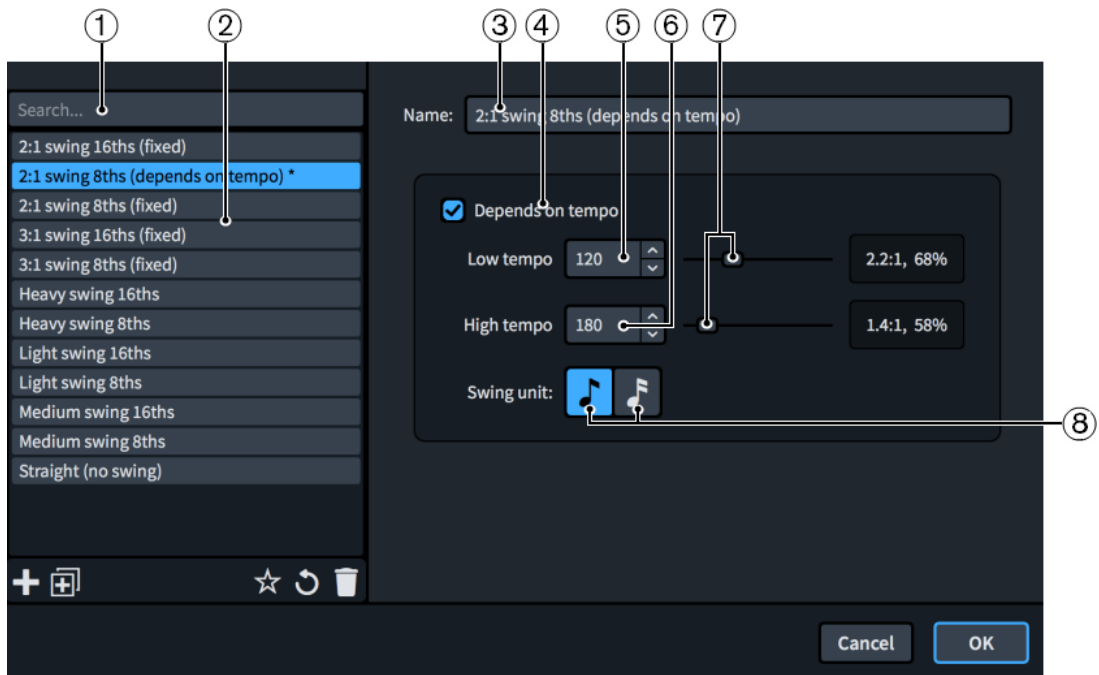 ① ② ③ ④ ⑤ ⑥ ⑦
Search...
2:1 swing 16ths (fixed)
2:1 swing 8ths (depends on tempo) *
2:1 swing 8ths (fixed)
3:1 swing 16ths (fixed)
3:1 swing 8ths (fixed)
Heavy swing 16ths
Heavy swing 8ths
Light swing 16ths
Light swing 8ths
Medium swing 16ths
Medium swing 8ths
Straight (no swing)
Name: 2:1 swing 8ths (depends on tempo)
Depends on tempo
Low tempo 120 2.2:1, 68%
High tempo 180 1.4:1, 58%
Swing unit:
⑧
Cancel OK